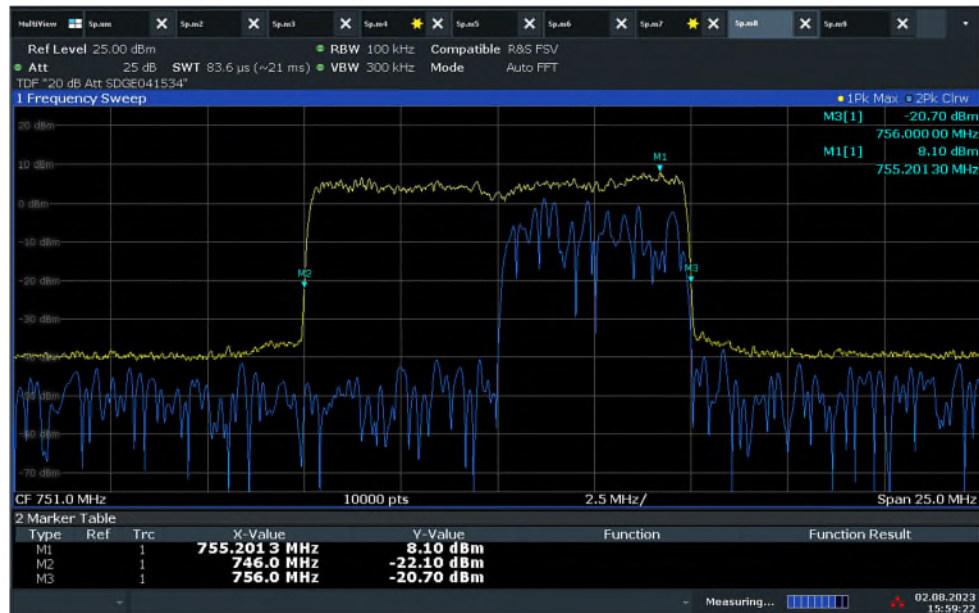 MultiView Sp.em Sp.m2 Sp.m3 Sp.m4 Sp.m5 Sp.m6 Sp.m7 Sp.m8 Sp.m9
Ref Level 25.00 dBm RBW 100 kHz Compatible R&S FSV
Att 25 dB SWT 83.6 µs (~21 ms) VBW 300 kHz Mode Auto FFT
TDF "20 dB Att SDGE041534"
1 Frequency Sweep 1Pk Max 2Pk Clrw
M3[1] -20.70 dBm
756.000 00 MHz
M1[1] 8.10 dBm
755.201 30 MHz
20 dBm
10 dBm
M1
0 dBm
-10 dBm
-20 dBm
M2
M3
-30 dBm
-60 dBm
-70 dBm
CF 751.0 MHz 10000 pts 2.5 MHz/ Span 25.0 MHz
2 Marker Table
Type Ref Trc X-Value Y-Value Function Function Result
M1 1 755.201 3 MHz 8.10 dBm
M2 1 746.0 MHz -22.10 dBm
M3 1 756.0 MHz -20.70 dBm
Measuring... 02.08.2023
15:59:22